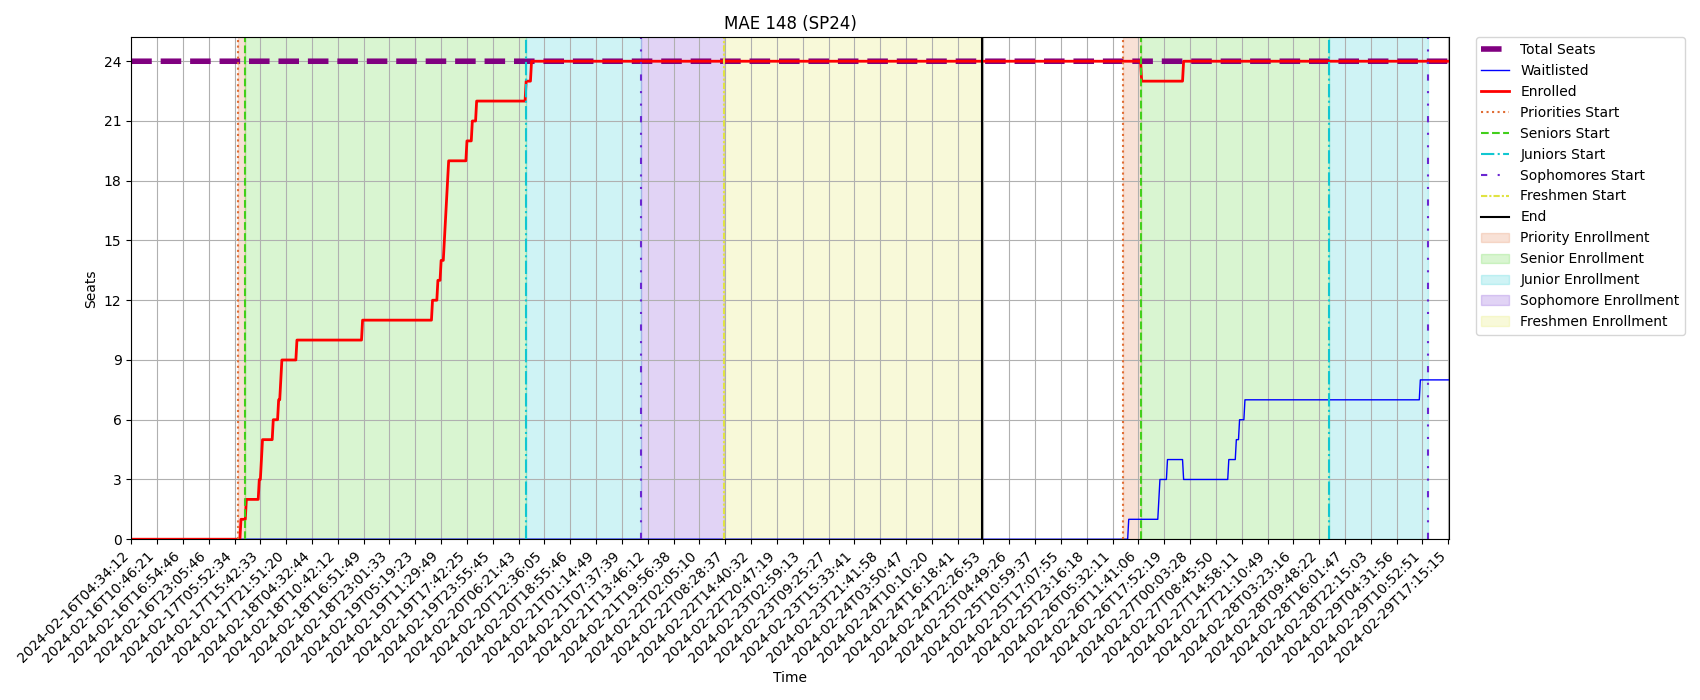 MAE 148 (SP24)
Seats
24
21
18
15
12
9
6
3
0
2024-02-16T04:34:12
2024-02-16T10:46:21
2024-02-16T16:54:46
2024-02-16T23:05:46
2024-02-17T05:52:34
2024-02-17T15:42:33
2024-02-17T21:51:20
2024-02-18T04:32:44
2024-02-18T10:42:12
2024-02-18T16:51:49
2024-02-18T23:01:33
2024-02-19T05:19:23
2024-02-19T11:29:49
2024-02-19T17:42:25
2024-02-19T23:55:45
2024-02-20T06:21:43
2024-02-20T12:36:05
2024-02-20T18:55:46
2024-02-21T01:14:49
2024-02-21T07:37:39
2024-02-21T13:46:12
2024-02-21T19:56:38
2024-02-22T02:05:10
2024-02-22T08:28:37
2024-02-22T14:40:32
2024-02-22T20:47:19
2024-02-23T02:59:13
2024-02-23T09:25:27
2024-02-23T15:33:41
2024-02-23T21:41:58
2024-02-24T03:50:47
2024-02-24T10:10:20
2024-02-24T16:18:41
2024-02-24T22:26:53
2024-02-25T04:49:26
2024-02-25T10:59:37
2024-02-25T17:07:55
2024-02-25T23:16:18
2024-02-26T05:32:11
2024-02-26T11:41:06
2024-02-26T17:52:19
2024-02-27T00:03:28
2024-02-27T08:45:50
2024-02-27T14:58:11
2024-02-27T21:10:49
2024-02-28T03:23:16
2024-02-28T09:48:22
2024-02-28T16:01:47
2024-02-28T22:15:03
2024-02-29T04:31:56
2024-02-29T10:52:51
2024-02-29T17:15:15
Time
Total Seats
Waitlisted
Enrolled
Priorities Start
Seniors Start
Juniors Start
Sophomores Start
Freshmen Start
End
Priority Enrollment
Senior Enrollment
Junior Enrollment
Sophomore Enrollment
Freshmen Enrollment